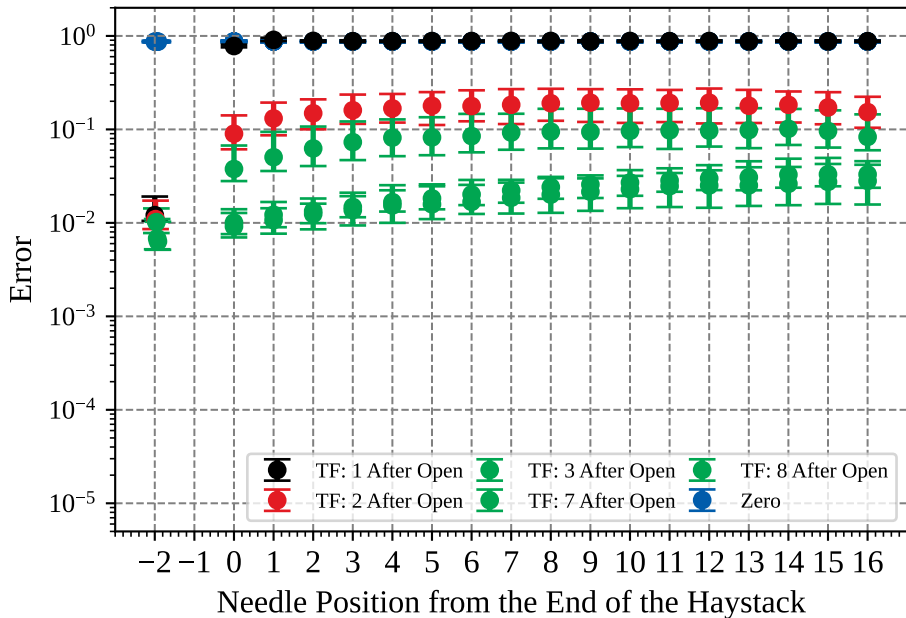 10^0
10^−1
10^−2
10^−3
10^−4
10^−5
Error
TF: 1 After Open
TF: 2 After Open
TF: 3 After Open
TF: 7 After Open
TF: 8 After Open
Zero
−2 −1 0 1 2 3 4 5 6 7 8 9 10 11 12 13 14 15 16
Needle Position from the End of the Haystack